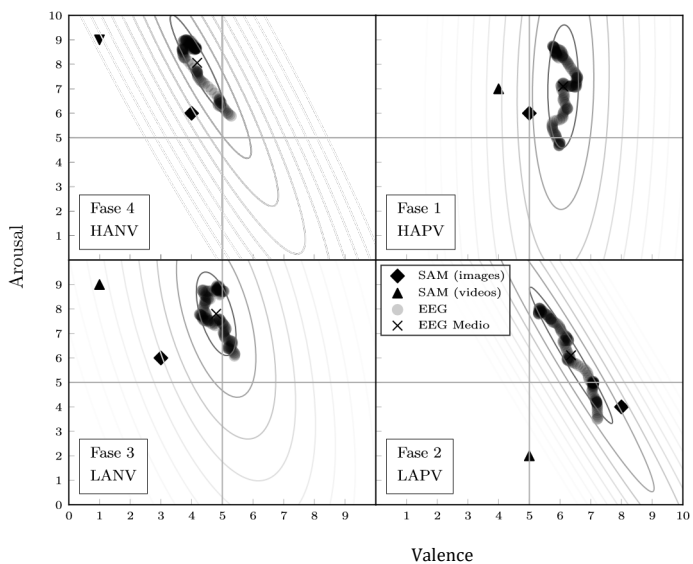 10
9
8
7
6
5
4
3
2
1
Fase 4
HANV
Fase 1
HAPV
Arousal
9
8
7
6
5
4
3
2
1
0
SAM (images)
SAM (videos)
EEG
EEG Medio
Fase 3
LANV
Fase 2
LAPV
0 1 2 3 4 5 6 7 8 9 1 2 3 4 5 6 7 8 9 10
Valence